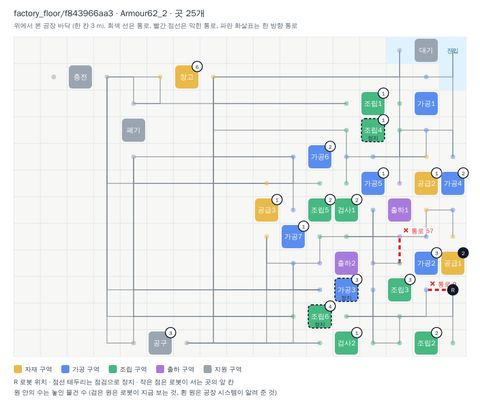 factory_floor/f843966aa3 · Armour62_2 · 곳 25개
위에서 본 공장 바닥 (한 칸 3 m). 회색 선은 통로, 빨간 점선은 막힌 통로, 파란 화살표는 한 방향 통로
대기
충전
창고
6
조립1
1
가공1
폐기
조립4
1
정지
가공6
2
가공5
1
공급2
1
가공4
2
공급3
1
조립5
2
검사1
2
출하1
가공7
1
✖ 통로 57
출하2
가공2
3
공급1
2
가공3
3
조립3
3
R
조립6
4
정지
공구
3
검사2
1
조립2
2
자재 구역
가공 구역
조립 구역
출하 구역
지원 구역
R 로봇 위치 · 점선 테두리는 점검으로 정지 · 작은 점은 로봇이 서는 곳의 앞 칸
원 안의 수는 놓인 물건 수 (검은 원은 로봇이 지금 보는 것, 흰 원은 공장 시스템이 알려 준 것)